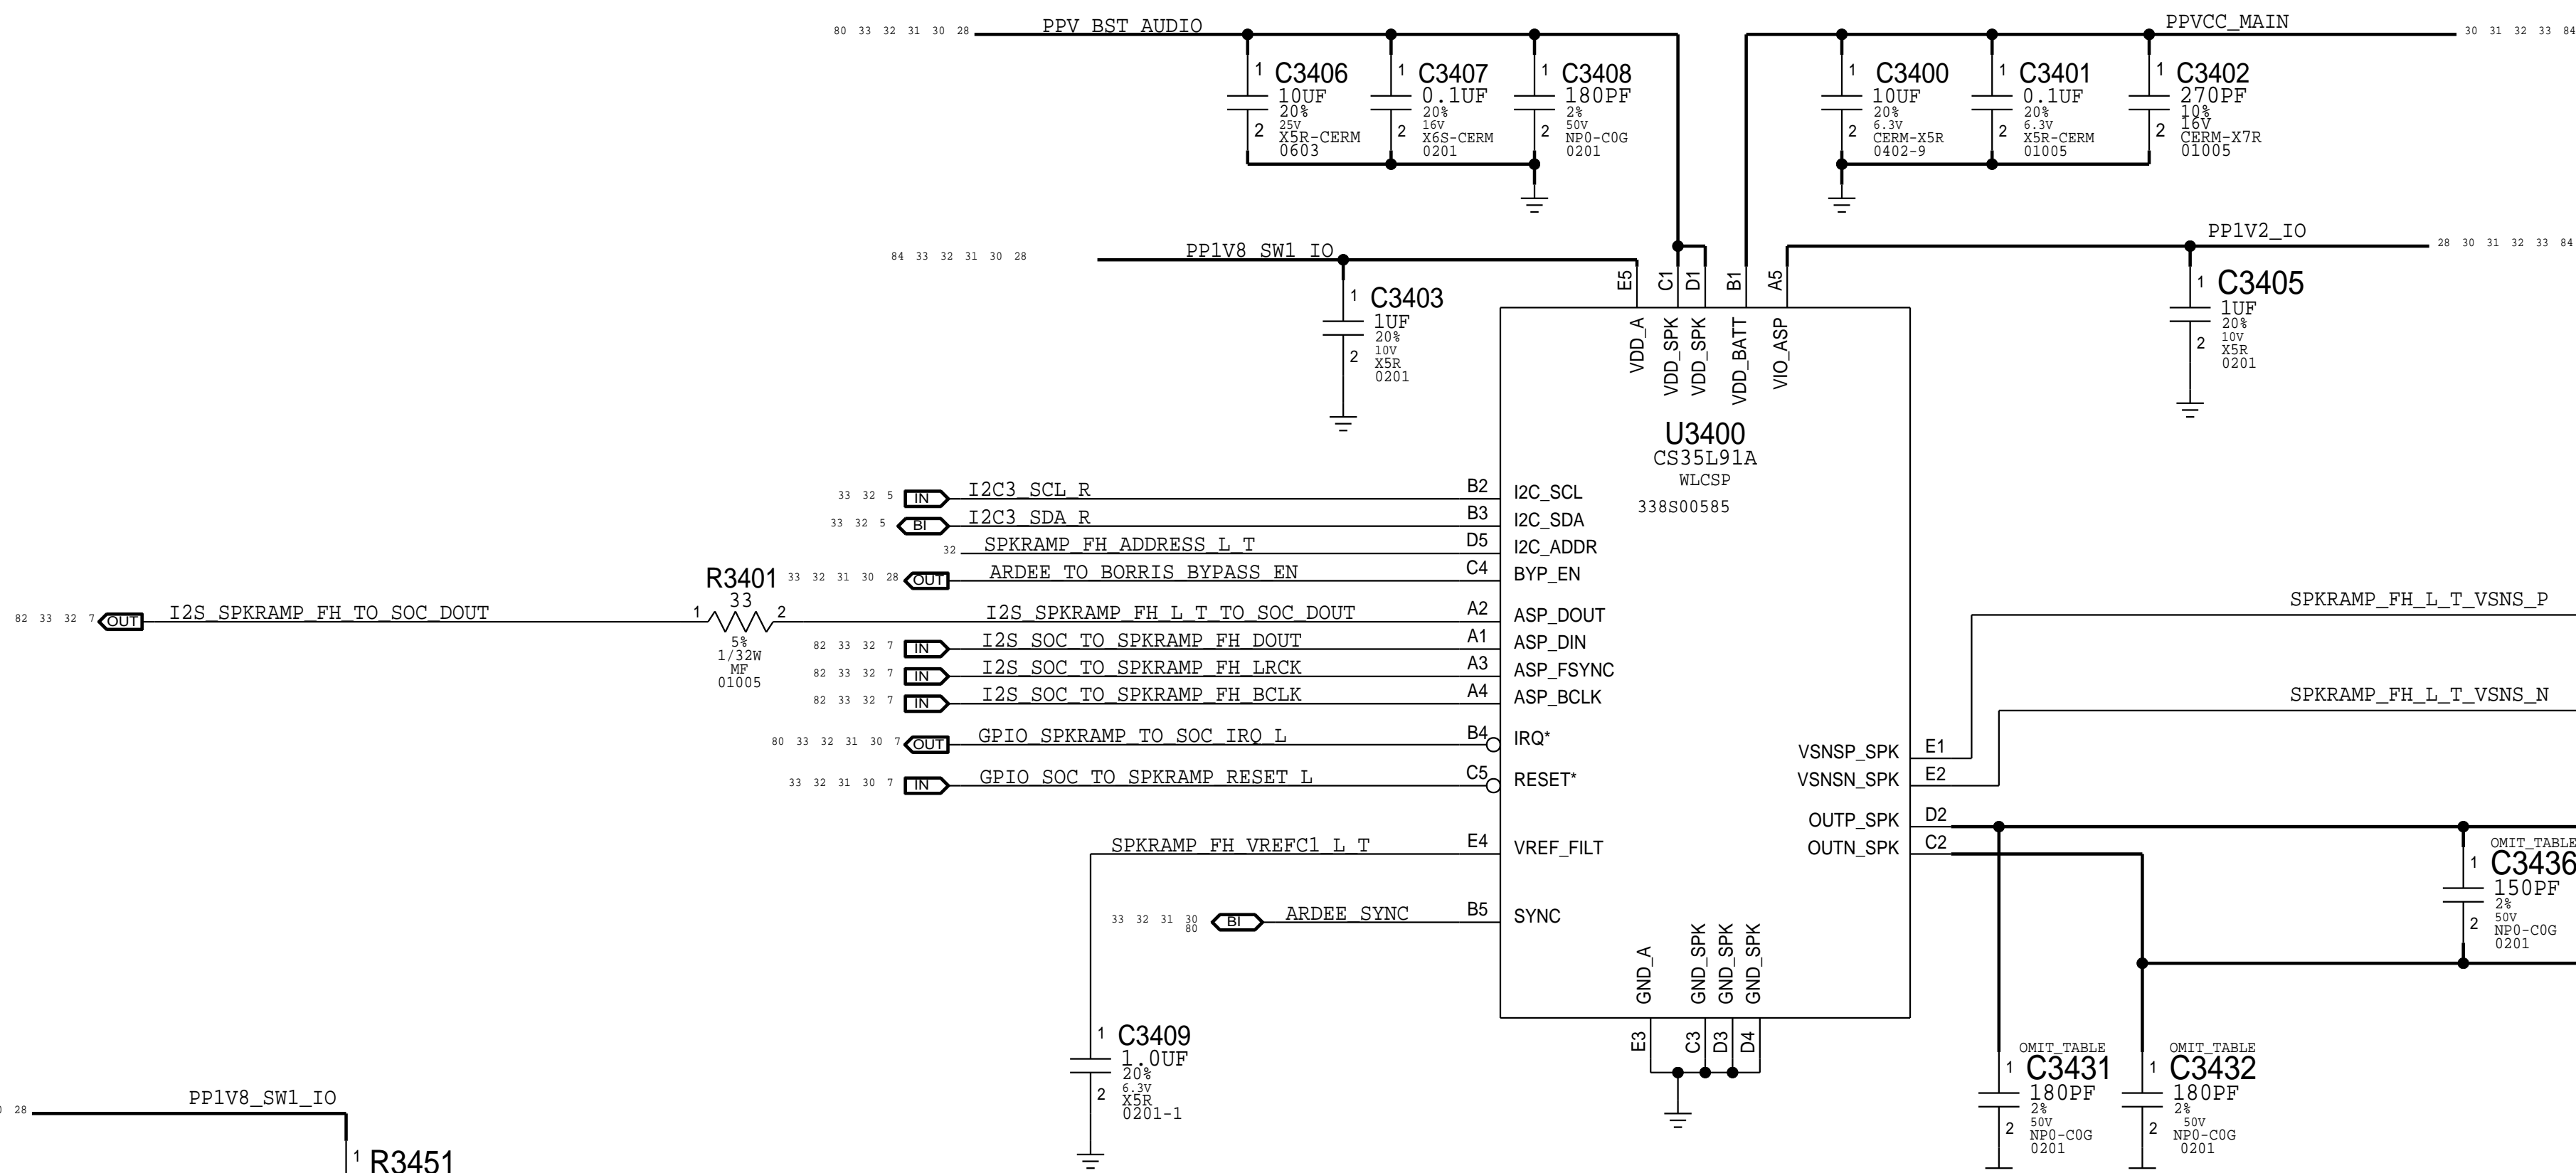 80 33 32 31 30 28 PPV_BST_AUDIO
PPVCC_MAIN 30 31 32 33 84
1 C3406
10UF
20%
25V
2 X5R-CERM
0603
1 C3407
0.1UF
20%
16V
2 X6S-CERM
0201
1 C3408
180PF
2%
50V
2 NP0-C0G
0201
1 C3400
10UF
20%
6.3V
2 CERM-X5R
0402-9
1 C3401
0.1UF
20%
6.3V
2 X5R-CERM
01005
1 C3402
270PF
10%
16V
2 CERM-X7R
01005
84 33 32 31 30 28 PP1V8_SW1_IO
PP1V2_IO 28 30 31 32 33 84
1 C3403
1UF
20%
10V
2 X5R
0201
1 C3405
1UF
20%
10V
2 X5R
0201
E5 C1 D1 B1 A5
VDD_A VDD_SPK VDD_SPK VDD_BATT VIO_ASP
U3400
CS35L91A
WLCSP
338S00585
33 32 5 IN I2C3_SCL_R B2 I2C_SCL
33 32 5 BI I2C3_SDA_R B3 I2C_SDA
32 SPKRAMP_FH_ADDRESS_L_T D5 I2C_ADDR
33 32 31 30 28 OUT ARDEE_TO_BORRIS_BYPASS_EN C4 BYP_EN
R3401
33
82 33 32 7 OUT I2S_SPKRAMP_FH_TO_SOC_DOUT 1 2 I2S_SPKRAMP_FH_L_T_TO_SOC_DOUT A2 ASP_DOUT
5%
1/32W
MF
01005
82 33 32 7 IN I2S_SOC_TO_SPKRAMP_FH_DOUT A1 ASP_DIN
82 33 32 7 IN I2S_SOC_TO_SPKRAMP_FH_LRCK A3 ASP_FSYNC
82 33 32 7 IN I2S_SOC_TO_SPKRAMP_FH_BCLK A4 ASP_BCLK
80 33 32 31 30 7 OUT GPIO_SPKRAMP_TO_SOC_IRQ_L B4 IRQ*
33 32 31 30 7 IN GPIO_SOC_TO_SPKRAMP_RESET_L C5 RESET*
SPKRAMP_FH_VREFC1_L_T E4 VREF_FILT
33 32 31 30 BI ARDEE_SYNC B5 SYNC
80
SPKRAMP_FH_L_T_VSNS_P
SPKRAMP_FH_L_T_VSNS_N
VSNSP_SPK E1
VSNSN_SPK E2
OUTP_SPK D2
OUTN_SPK C2
GND_A GND_SPK GND_SPK GND_SPK
E3 C3 D3 D4
OMIT_TABLE
1 C3436
150PF
2%
50V
2 NP0-C0G
0201
1 C3409
1.0UF
20%
6.3V
2 X5R
0201-1
OMIT_TABLE
1 C3431
180PF
2%
50V
2 NP0-C0G
0201
OMIT_TABLE
1 C3432
180PF
2%
50V
2 NP0-C0G
0201
28 PP1V8_SW1_IO
1 R3451